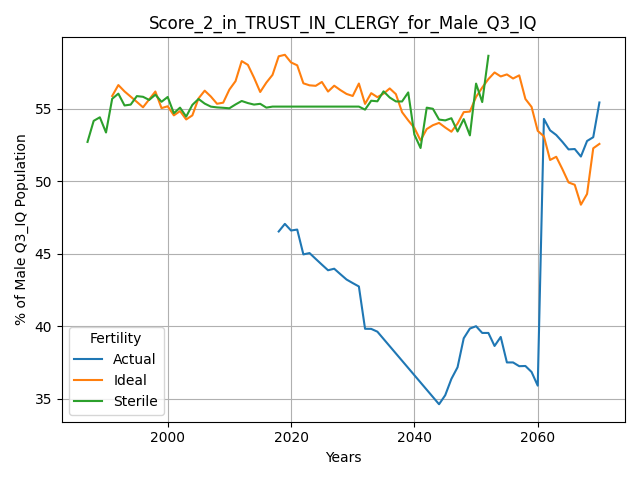 Score_2_in_TRUST_IN_CLERGY_for_Male_Q3_IQ
% of Male Q3_IQ Population
55
50
45
40
35
Fertility
Actual
Ideal
Sterile
2000 2020 2040 2060
Years